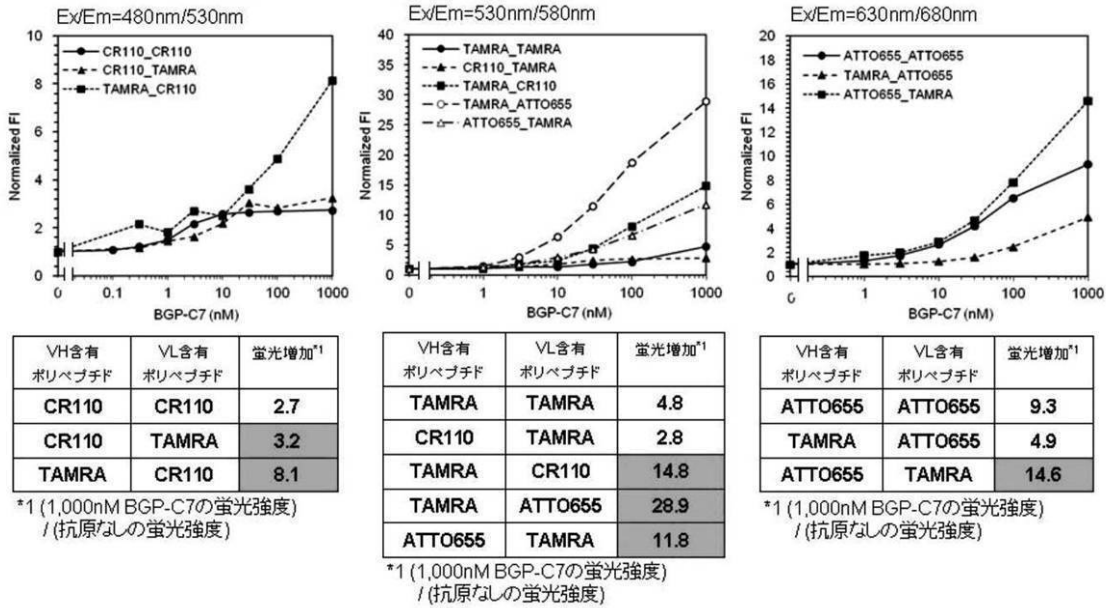 Ex/Em=480nm/530nm
Normalized FI
10
8
6
4
2
0
CR110_CR110
CR110_TAMRA
TAMRA_CR110
0 0.1 1 10 100 1000
BGP-C7 (nM)
VH含有ポリペプチド VL含有ポリペプチド 蛍光増加*1
CR110 CR110 2.7
CR110 TAMRA 3.2
TAMRA CR110 8.1
*1 (1,000nM BGP-C7の蛍光強度)
/ (抗原なしの蛍光強度)
Ex/Em=530nm/580nm
Normalized FI
40
35
30
25
20
15
10
5
0
TAMRA_TAMRA
CR110_TAMRA
TAMRA_CR110
TAMRA_ATTO655
ATTO655_TAMRA
0 1 10 100 1000
BGP-C7 (nM)
VH含有ポリペプチド VL含有ポリペプチド 蛍光増加*1
TAMRA TAMRA 4.8
CR110 TAMRA 2.8
TAMRA CR110 14.8
TAMRA ATTO655 28.9
ATTO655 TAMRA 11.8
*1 (1,000nM BGP-C7の蛍光強度)
/ (抗原なしの蛍光強度)
Ex/Em=630nm/680nm
Normalized FI
20
18
16
14
12
10
8
6
4
2
0
ATTO655_ATTO655
TAMRA_ATTO655
ATTO655_TAMRA
0 1 10 100 1000
BGP-C7 (nM)
VH含有ポリペプチド VL含有ポリペプチド 蛍光増加*1
ATTO655 ATTO655 9.3
TAMRA ATTO655 4.9
ATTO655 TAMRA 14.6
*1 (1,000nM BGP-C7の蛍光強度)
/ (抗原なしの蛍光強度)